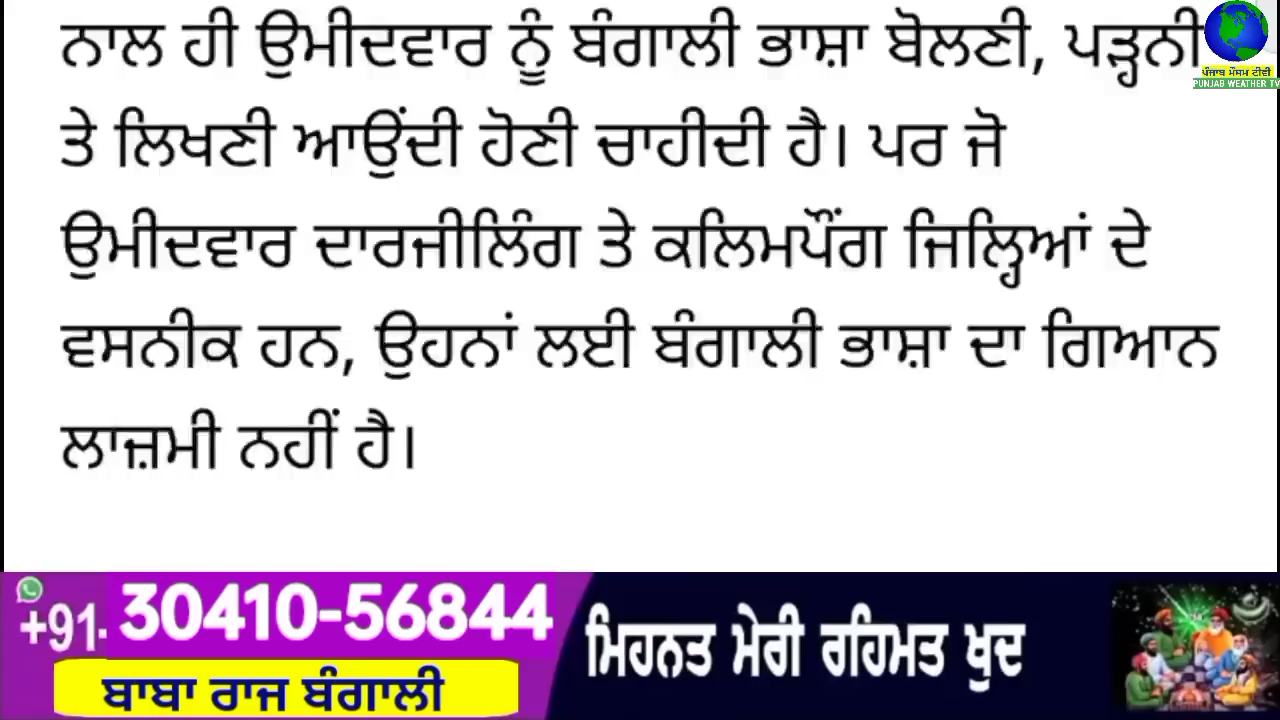 ਨਾਲ ਹੀ ਉਮੀਦਵਾਰ ਨੂੰ ਬੰਗਾਲੀ ਭਾਸ਼ਾ ਬੋਲਣੀ, ਪੜ੍ਹਨੀ
ਤੇ ਲਿਖਣੀ ਆਉਂਦੀ ਹੋਣੀ ਚਾਹੀਦੀ ਹੈ। ਪਰ ਜੋ
ਉਮੀਦਵਾਰ ਦਾਰਜੀਲਿੰਗ ਤੇ ਕਲਿਮਪੌਂਗ ਜਿਲ੍ਹਿਆਂ ਦੇ
ਵਸਨੀਕ ਹਨ, ਉਹਨਾਂ ਲਈ ਬੰਗਾਲੀ ਭਾਸ਼ਾ ਦਾ ਗਿਆਨ
ਲਾਜ਼ਮੀ ਨਹੀਂ ਹੈ।
ਪੰਜਾਬ ਮੌਸਮ ਟੀਵੀ
PUNJAB WEATHER TV
+91-30410-56844
ਬਾਬਾ ਰਾਜ ਬੰਗਾਲੀ
ਮਿਹਨਤ ਮੇਰੀ ਰਹਿਮਤ ਖੁਦ